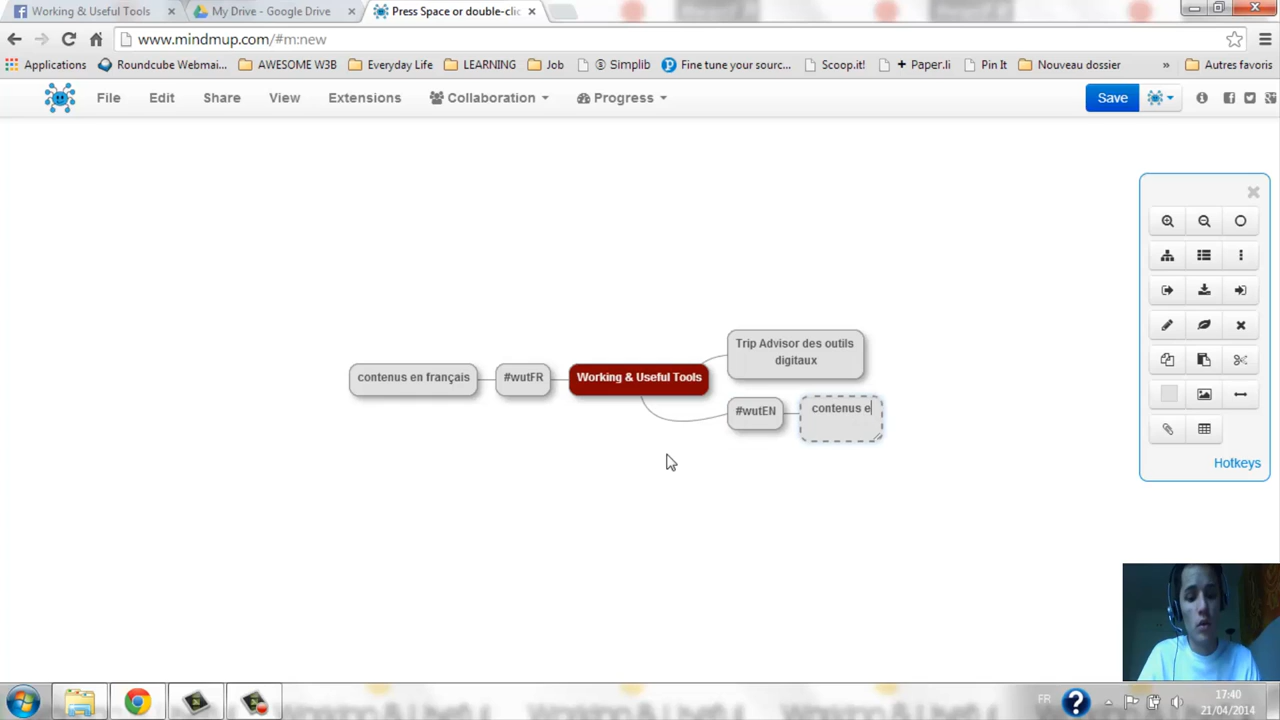 Working & Useful Tools
My Drive - Google Drive
Press Space or double-clic
www.mindmup.com/#m:new
Applications
Roundcube Webmai...
AWESOME W3B
Everyday Life
LEARNING
Job
Simplib
Fine tune your sourc...
Scoop.it!
+ Paper.li
Pin It
Nouveau dossier
»
Autres favoris
File
Edit
Share
View
Extensions
Collaboration
Progress
Save
Trip Advisor des outils
digitaux
contenus en français
#wutFR
Working & Useful Tools
#wutEN
contenus e
Hotkeys
FR
17:40
21/04/2014